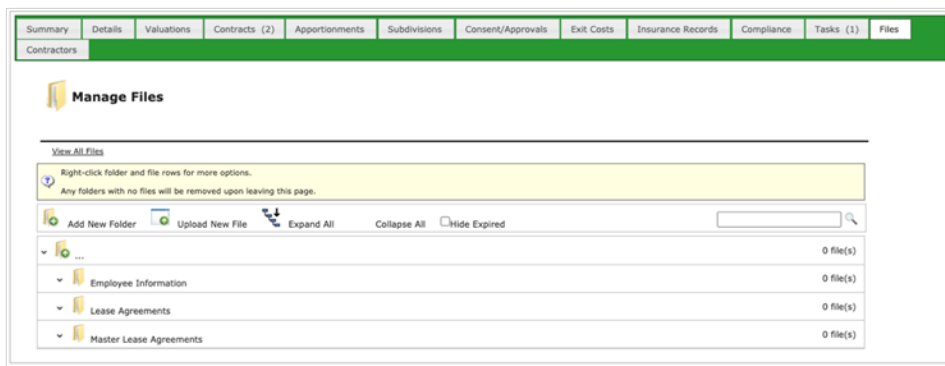 Summary Details Valuations Contracts (2) Apportionments Subdivisions Consent/Approvals Exit Costs Insurance Records Compliance Tasks (1) Files
Contractors
Manage Files
View All Files
Right-click folder and file rows for more options.
Any folders with no files will be removed upon leaving this page.
Add New Folder Upload New File Expand All Collapse All Hide Expired
... 0 file(s)
Employee Information 0 file(s)
Lease Agreements 0 file(s)
Master Lease Agreements 0 file(s)